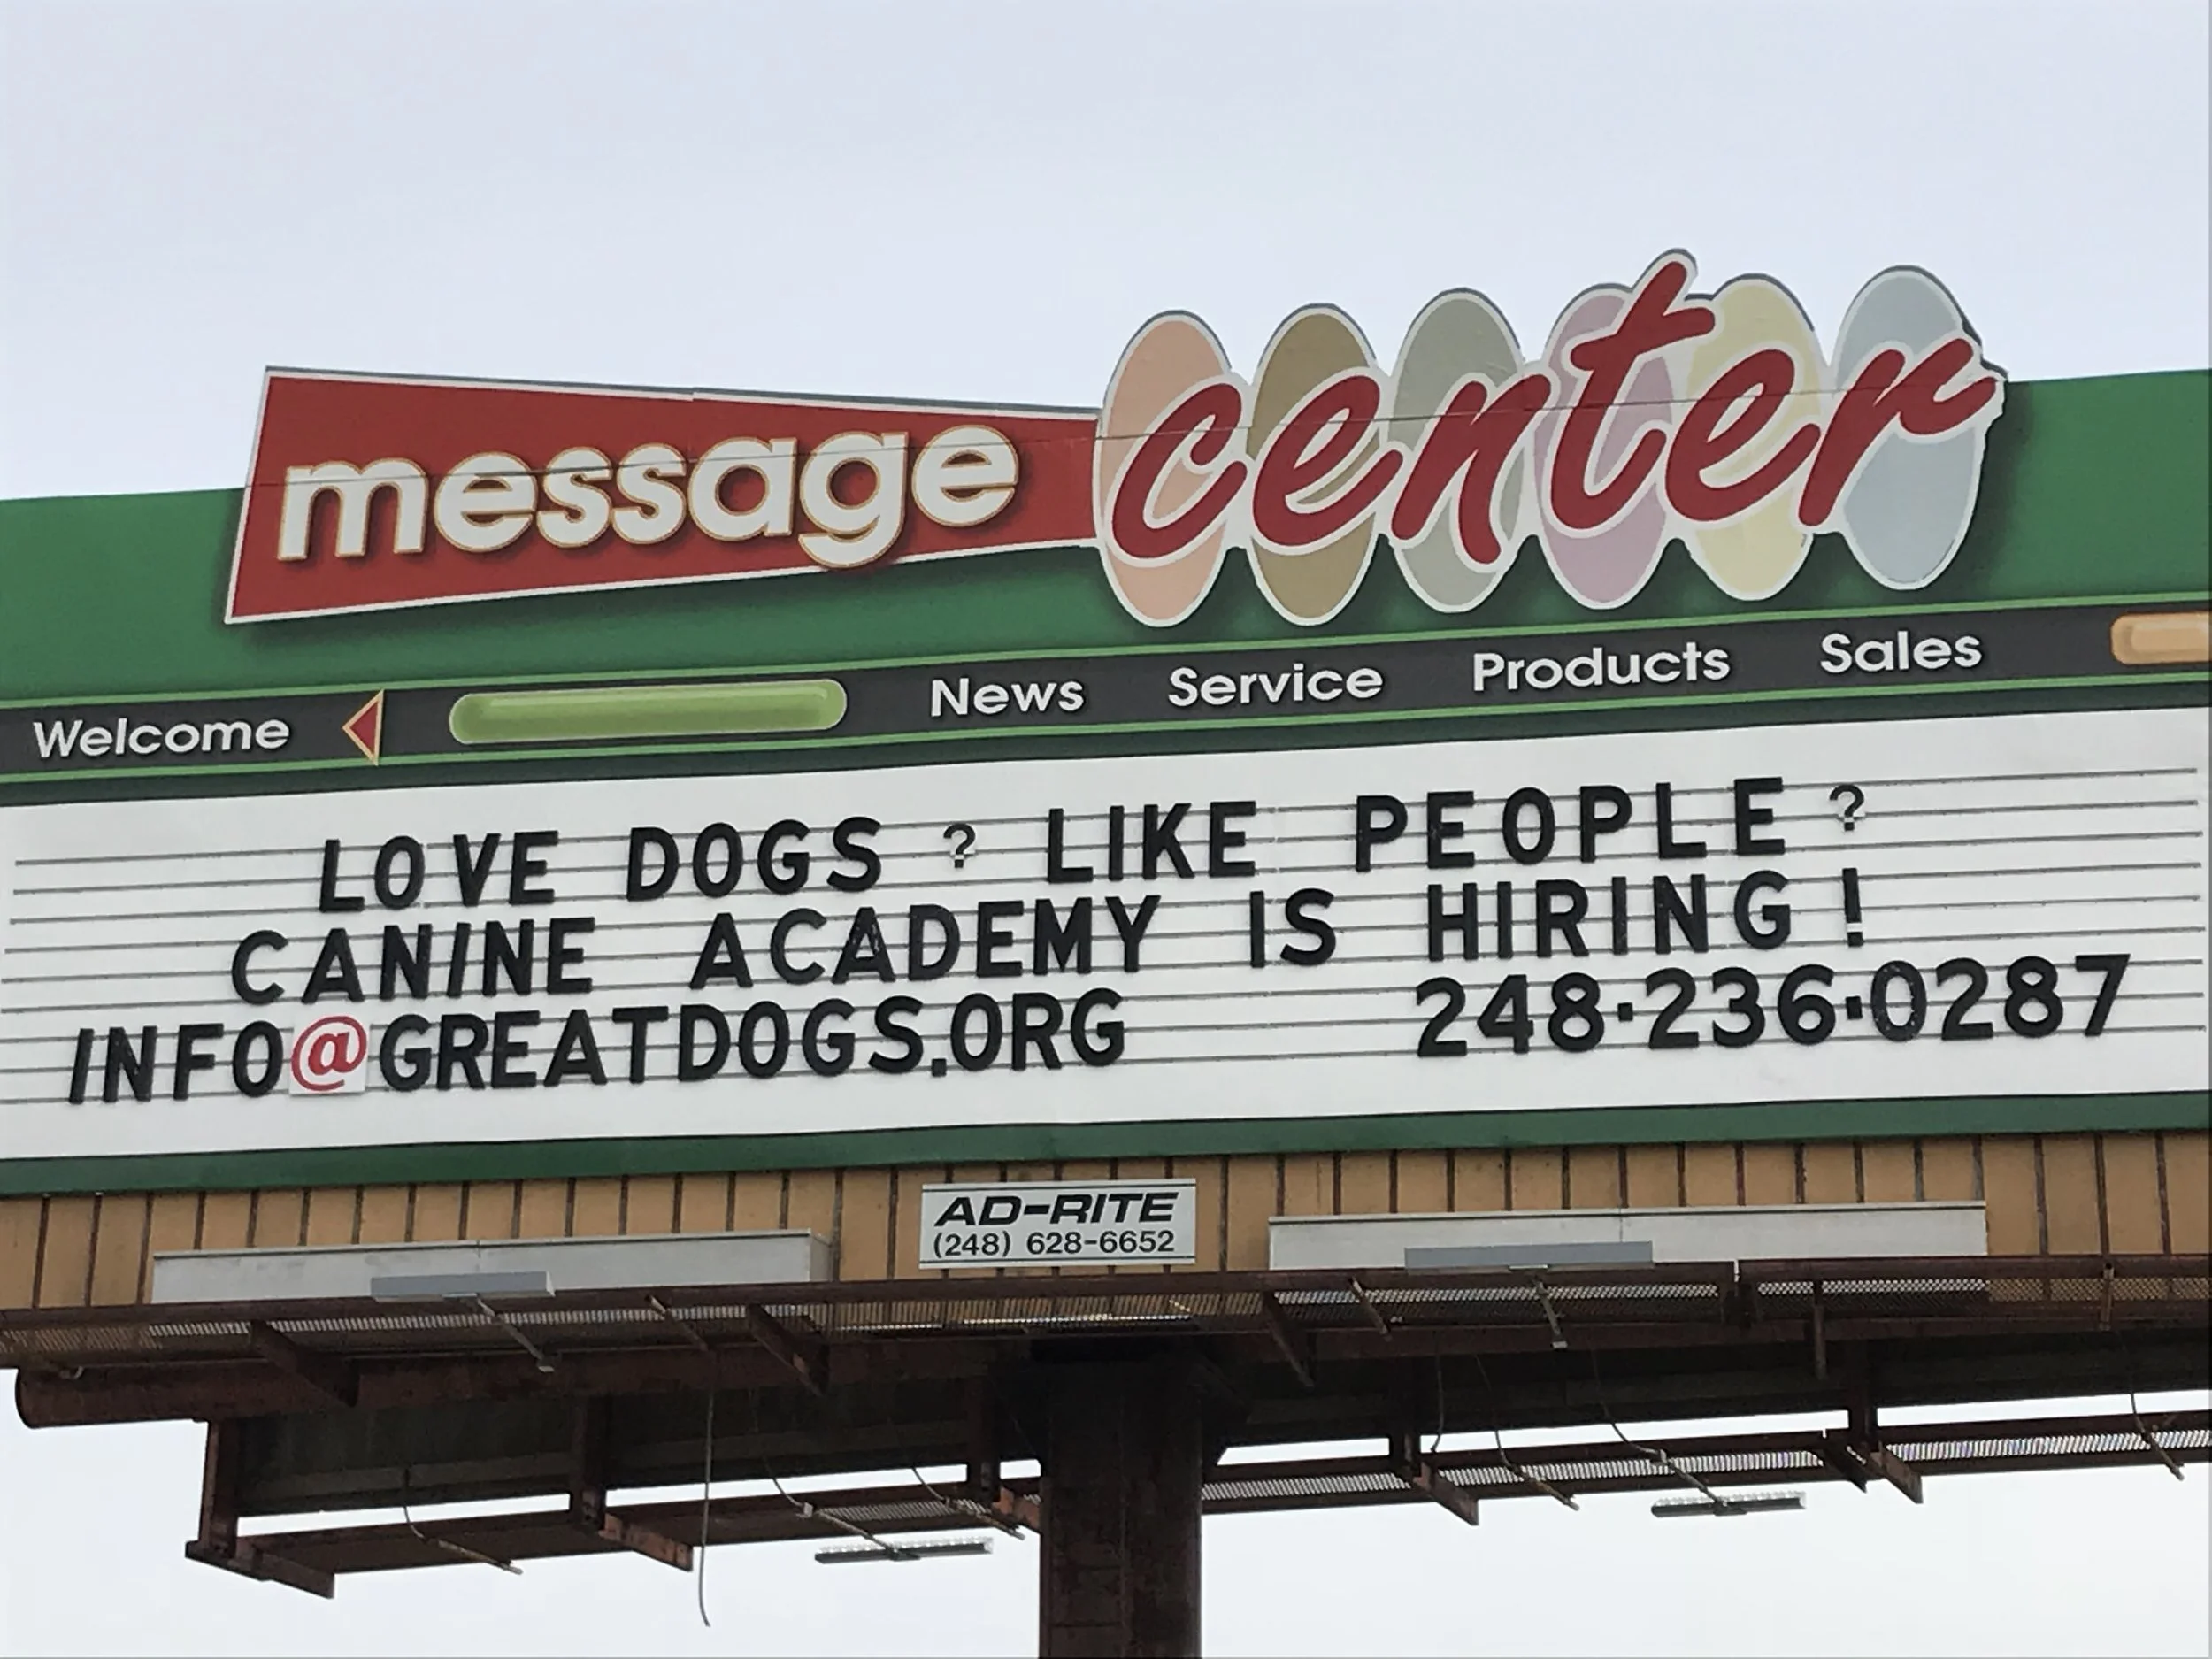 message center
Welcome News Service Products Sales
LOVE DOGS ? LIKE PEOPLE ?
CANINE ACADEMY IS HIRING !
INFO@GREATDOGS.ORG 248·236·0287
AD-RITE
(248) 628-6652